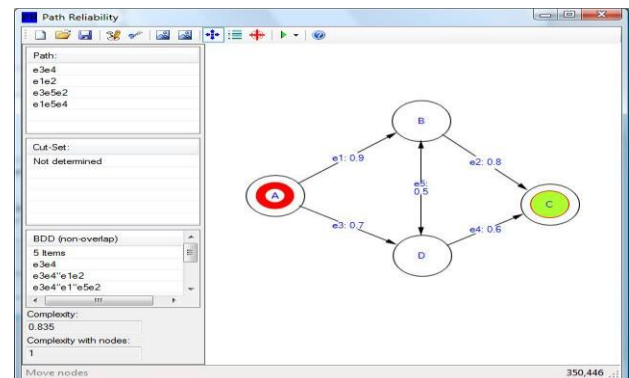 Path Reliability
Path:
e3e4
e1e2
e3e5e2
e1e5e4
Cut-Set:
Not determined
BDD (non-overlap)
5 Items
e3e4
e3e4"e1e2
e3e4"e1"e5e2
Complexity:
0.835
Complexity with nodes:
1
B
e1: 0.9
e2: 0.8
A
e5:
0.5
C
e3: 0.7
e4: 0.6
D
Move nodes
350,446